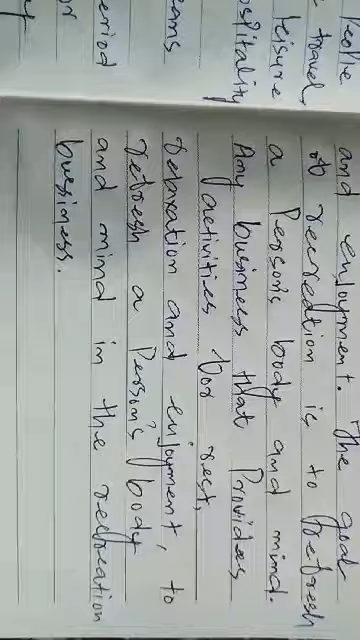 People
travel,
leisure
ospitality
eams
eriod
or
and enjoyment. The goal
of recreation is to refresh
a Person's body and mind.
Any business that Provides
activities for rest,
relaxation and enjoyment, to
refresh a Person's body
and mind in the recreation
business.